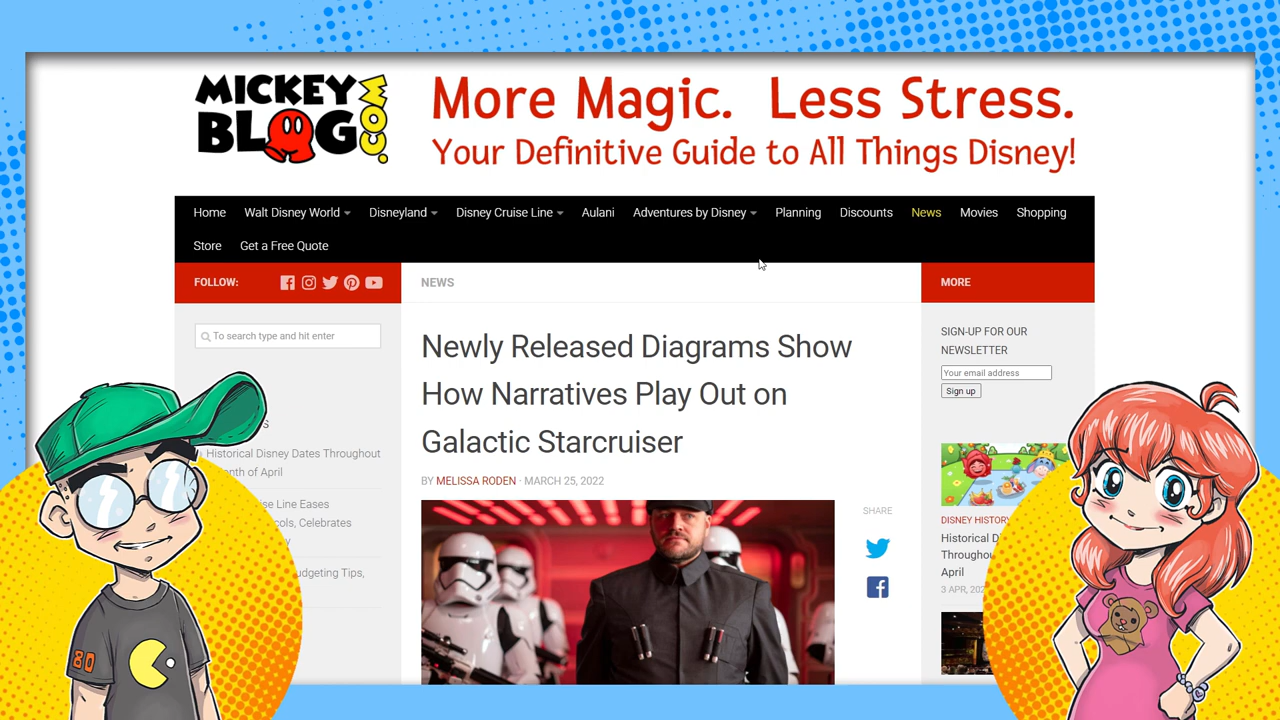 MICKEY
BLOG.COM
More Magic. Less Stress.
Your Definitive Guide to All Things Disney!
Home Walt Disney World Disneyland Disney Cruise Line Aulani Adventures by Disney Planning Discounts News Movies Shopping
Store Get a Free Quote
FOLLOW:
NEWS
MORE
To search type and hit enter
SIGN-UP FOR OUR
NEWSLETTER
Your email address
Sign up
Newly Released Diagrams Show
How Narratives Play Out on
Galactic Starcruiser
BY MELISSA RODEN · MARCH 25, 2022
SHARE
Historical Disney Dates Throughout
onth of April
se Line Eases
cols, Celebrates
udgeting Tips,
DISNEY HISTORY
Historical D
Throughou
April
3 APR, 202
80